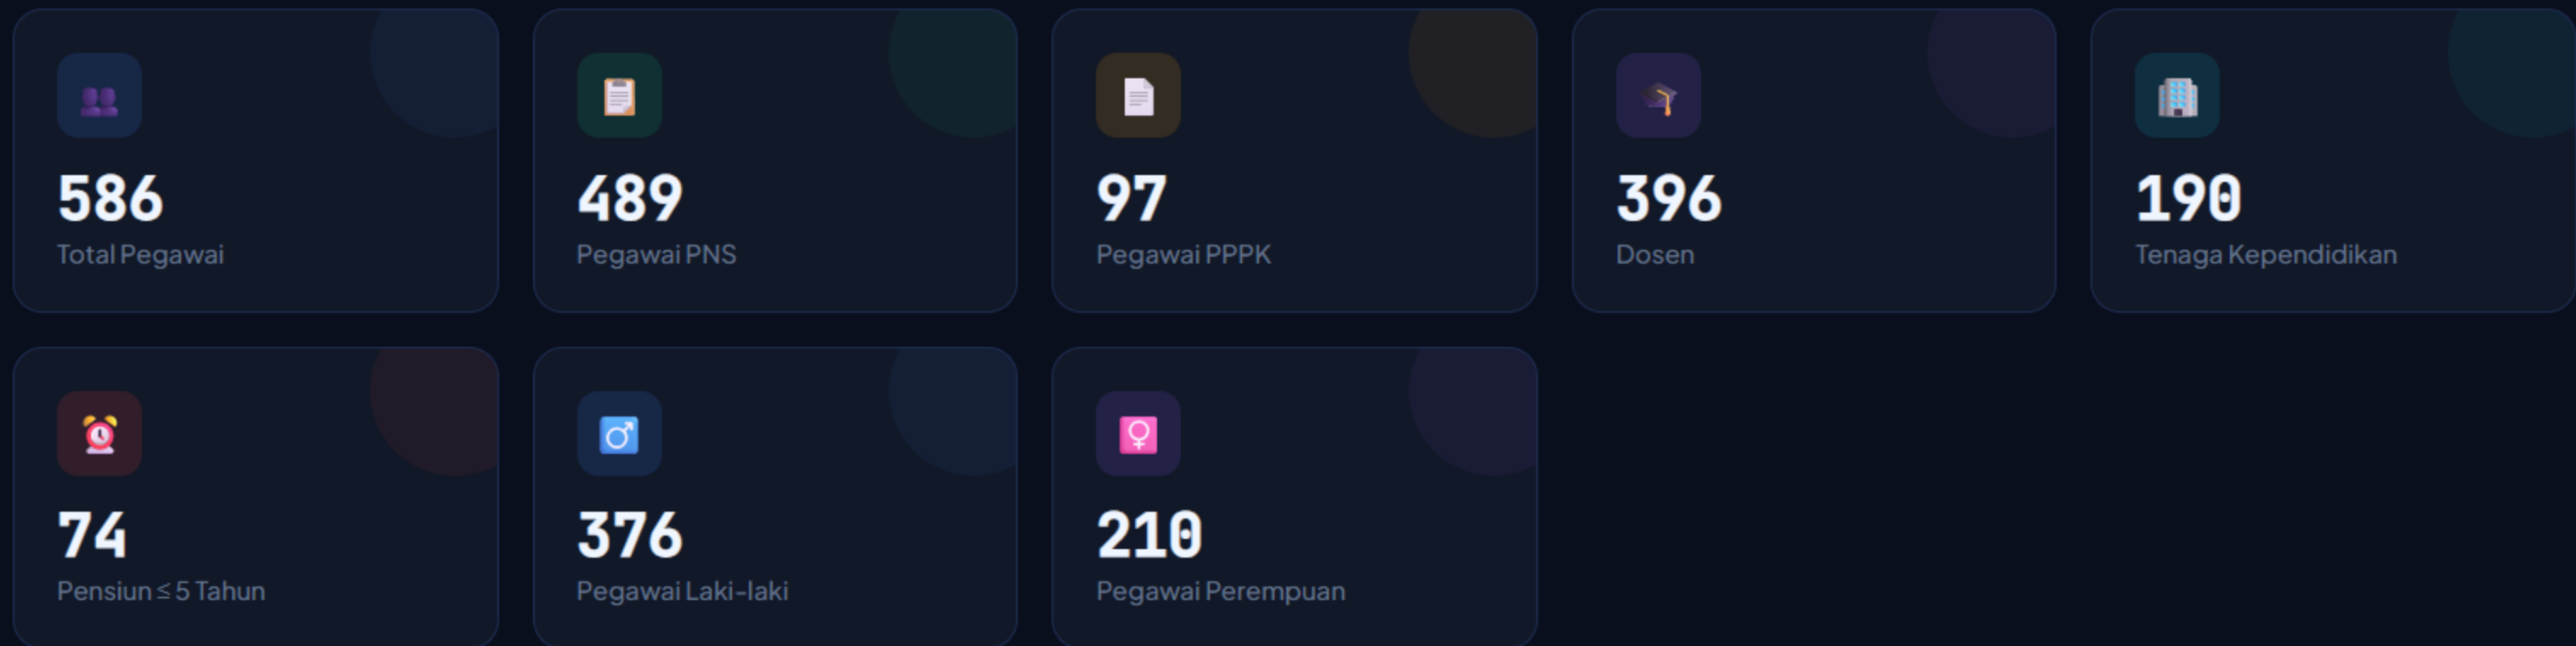 586
Total Pegawai
489
Pegawai PNS
97
Pegawai PPPK
396
Dosen
190
Tenaga Kependidikan
74
Pensiun ≤ 5 Tahun
376
Pegawai Laki-laki
210
Pegawai Perempuan